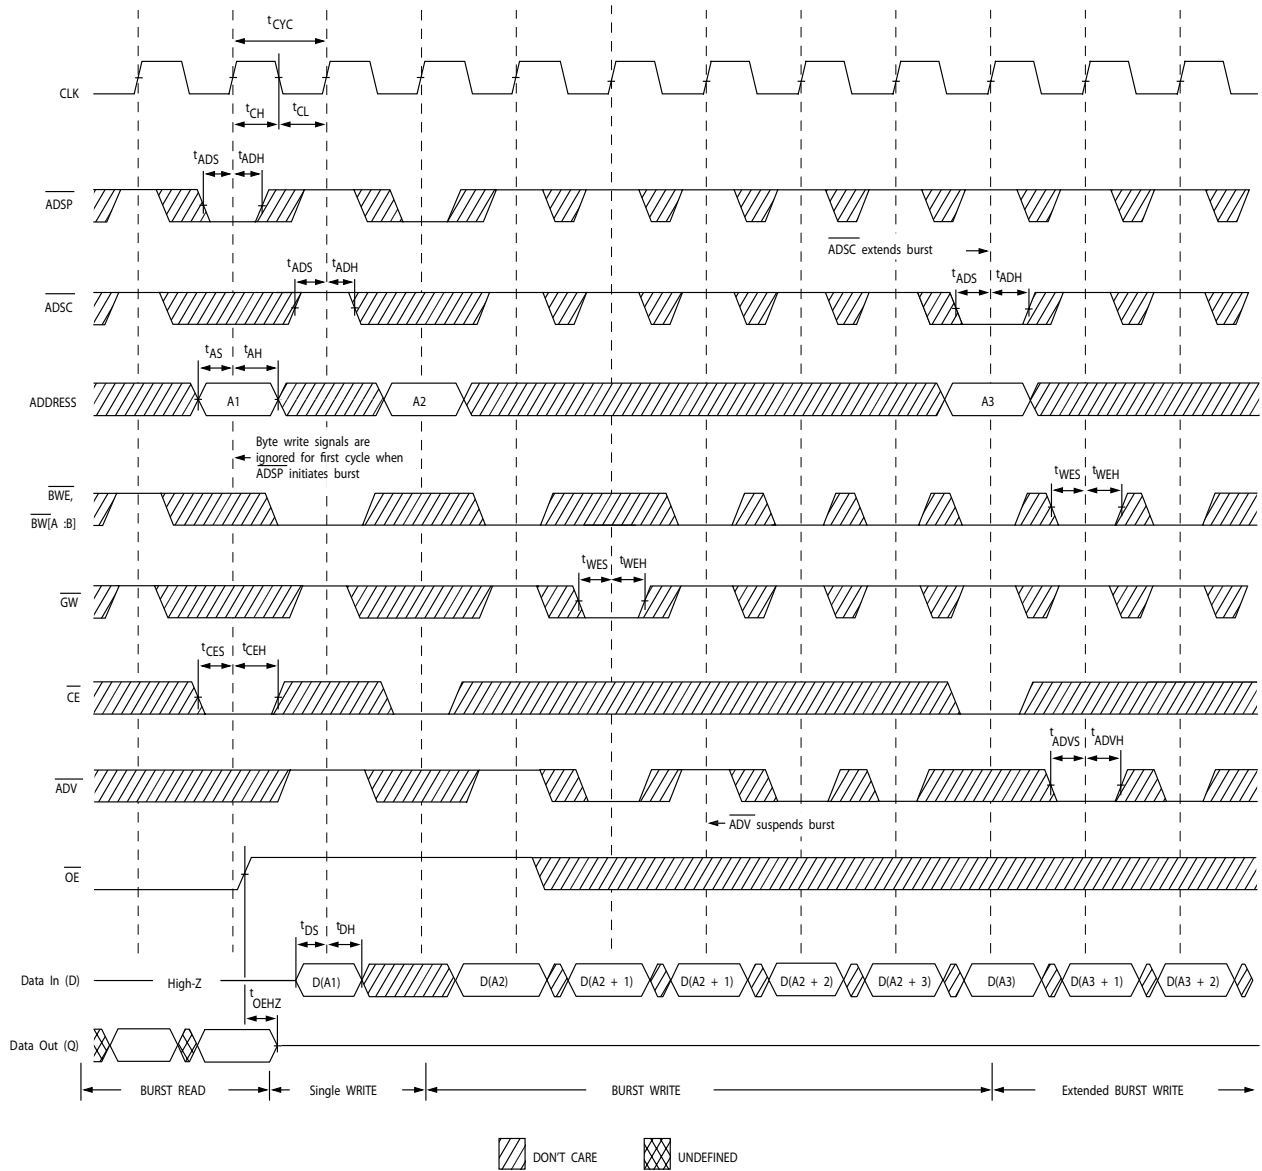 tCYC
CLK
tCH
tCL
tADS
tADH
ADSP
ADSC extends burst
tADS
tADH
tADS
tADH
ADSC
tAS
tAH
ADDRESS
A1
A2
A3
Byte write signals are
ignored for first cycle when
ADSP initiates burst
BWE,
BW[A :B]
tWES
tWEH
tWES
tWEH
GW
tCES
tCEH
CE
tADVS
tADVH
ADV
ADV suspends burst
OE
tDS
tDH
Data In (D)
High-Z
D(A1)
D(A2)
D(A2 + 1)
D(A2 + 1)
D(A2 + 2)
D(A2 + 3)
D(A3)
D(A3 + 1)
D(A3 + 2)
tOEHZ
Data Out (Q)
BURST READ
Single WRITE
BURST WRITE
Extended BURST WRITE
DON'T CARE
UNDEFINED